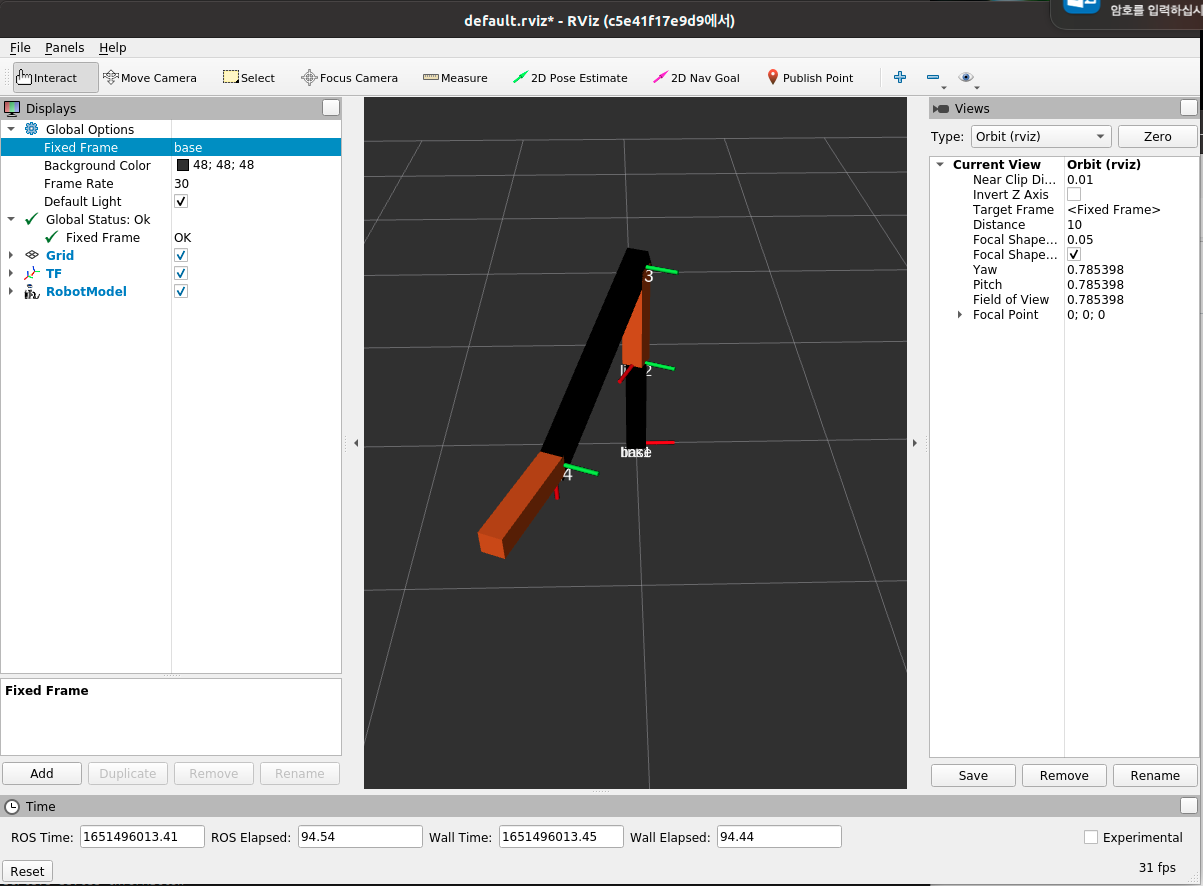 default.rviz* - RViz (c5e41f17e9d9에서)
암호를 입력하십시
File Panels Help
Interact Move Camera Select Focus Camera Measure 2D Pose Estimate 2D Nav Goal Publish Point
Displays
Global Options
Fixed Frame base
Background Color 48; 48; 48
Frame Rate 30
Default Light
Global Status: Ok
Fixed Frame OK
Grid
TF
RobotModel
Fixed Frame
Add Duplicate Remove Rename
3
2
base
4
Views
Type: Orbit (rviz) Zero
Current View Orbit (rviz)
Near Clip Di... 0.01
Invert Z Axis
Target Frame <Fixed Frame>
Distance 10
Focal Shape... 0.05
Focal Shape...
Yaw 0.785398
Pitch 0.785398
Field of View 0.785398
Focal Point 0; 0; 0
Save Remove Rename
Time
ROS Time: 1651496013.41 ROS Elapsed: 94.54 Wall Time: 1651496013.45 Wall Elapsed: 94.44 Experimental
Reset 31 fps